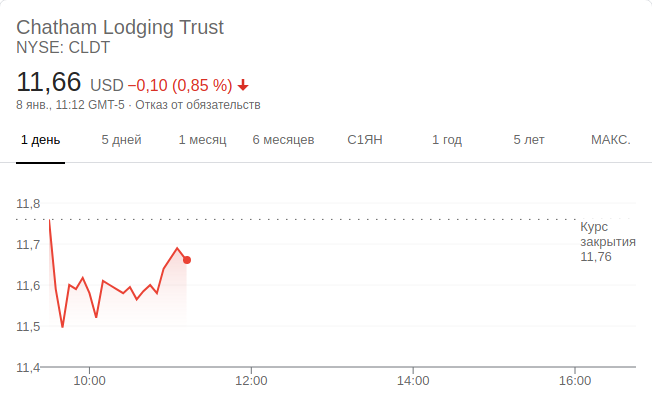 Chatham Lodging Trust
NYSE: CLDT
11,66 USD −0,10 (0,85 %)
8 янв., 11:12 GMT-5 · Отказ от обязательств
1 день 5 дней 1 месяц 6 месяцев С1ЯН 1 год 5 лет МАКС.
11,8
Курс
закрытия
11,76
11,7
11,6
11,5
11,4
10:00 12:00 14:00 16:00